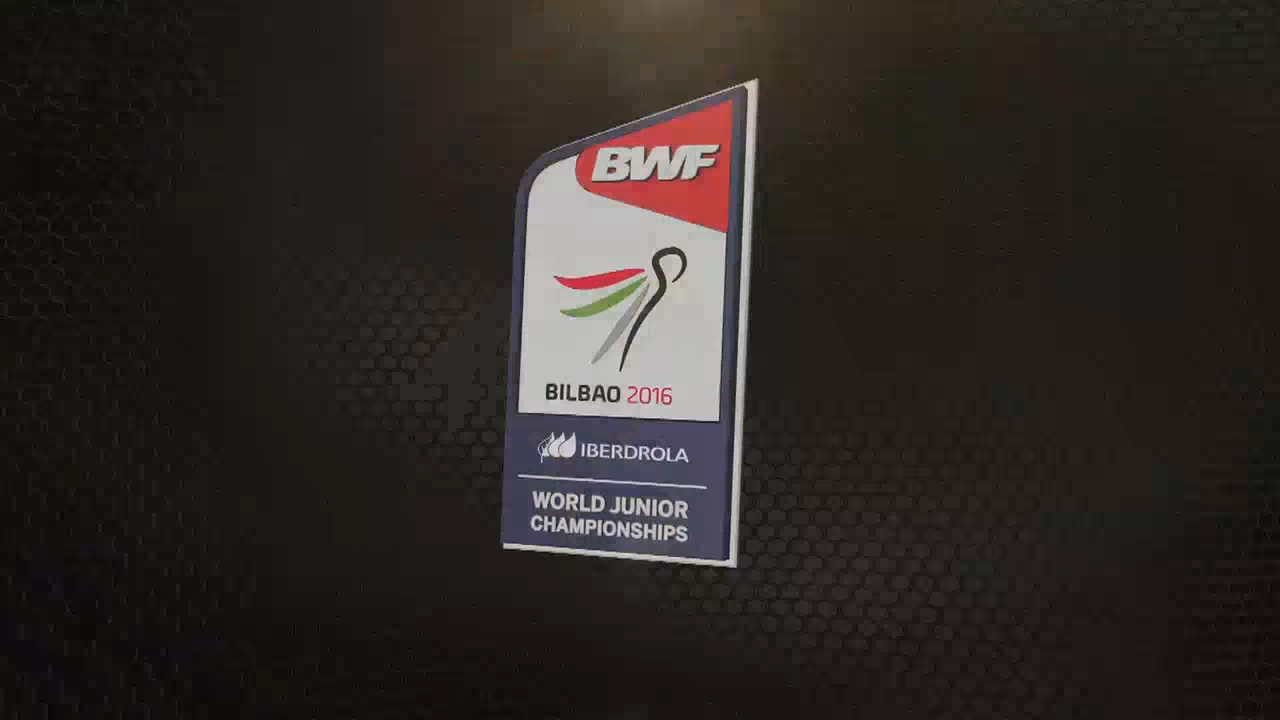 BWF
BILBAO 2016
IBERDROLA
WORLD JUNIOR
CHAMPIONSHIPS